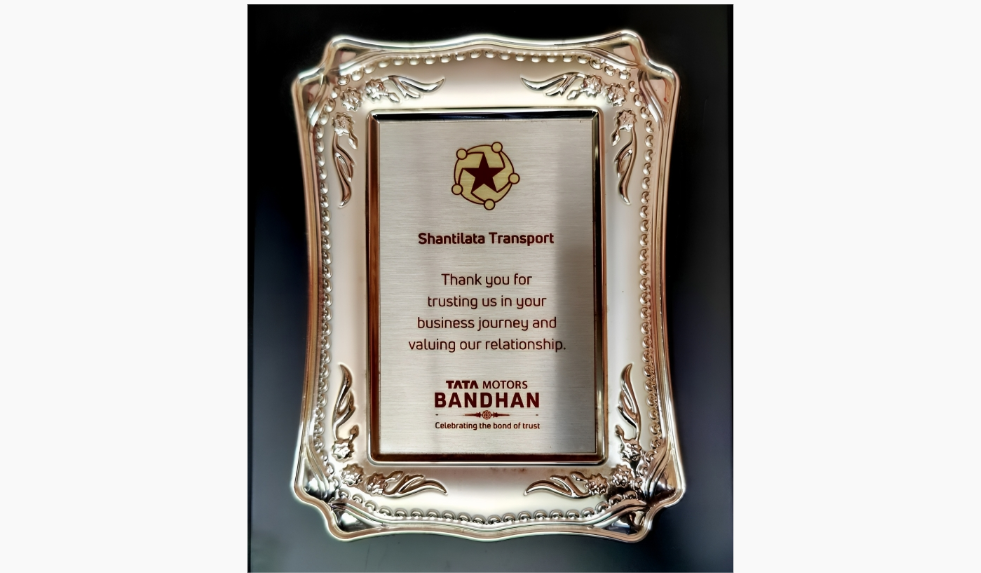 Shantilata Transport
Thank you for
trusting us in your
business journey and
valuing our relationship.
TATA MOTORS
BANDHAN
Celebrating the bond of trust